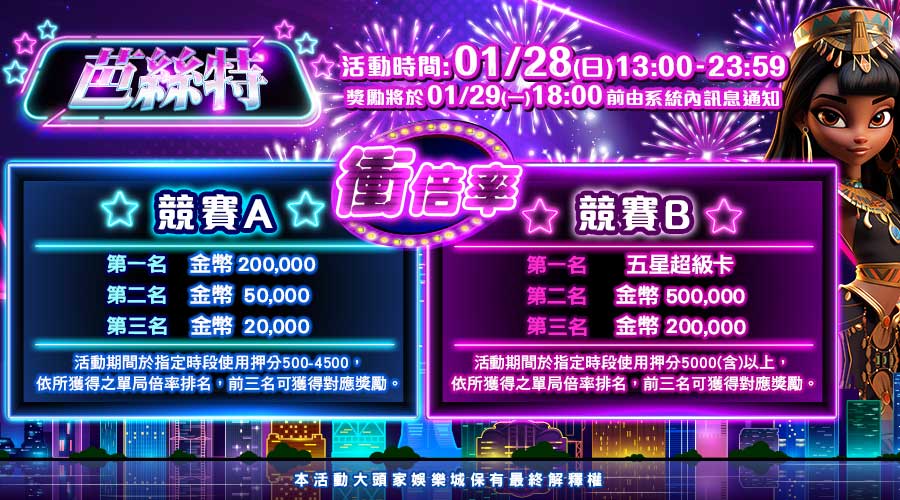 芭絲特
活動時間: 01/28(日)13:00-23:59
獎勵將於 01/29(一)18:00 前由系統內訊息通知
衝倍率
競賽A
第一名 金幣 200,000
第二名 金幣 50,000
第三名 金幣 20,000
活動期間於指定時段使用押分500-4500，
依所獲得之單局倍率排名，前三名可獲得對應獎勵。
競賽B
第一名 五星超級卡
第二名 金幣 500,000
第三名 金幣 200,000
活動期間於指定時段使用押分5000(含)以上，
依所獲得之單局倍率排名，前三名可獲得對應獎勵。
本活動大頭家娛樂城保有最終解釋權